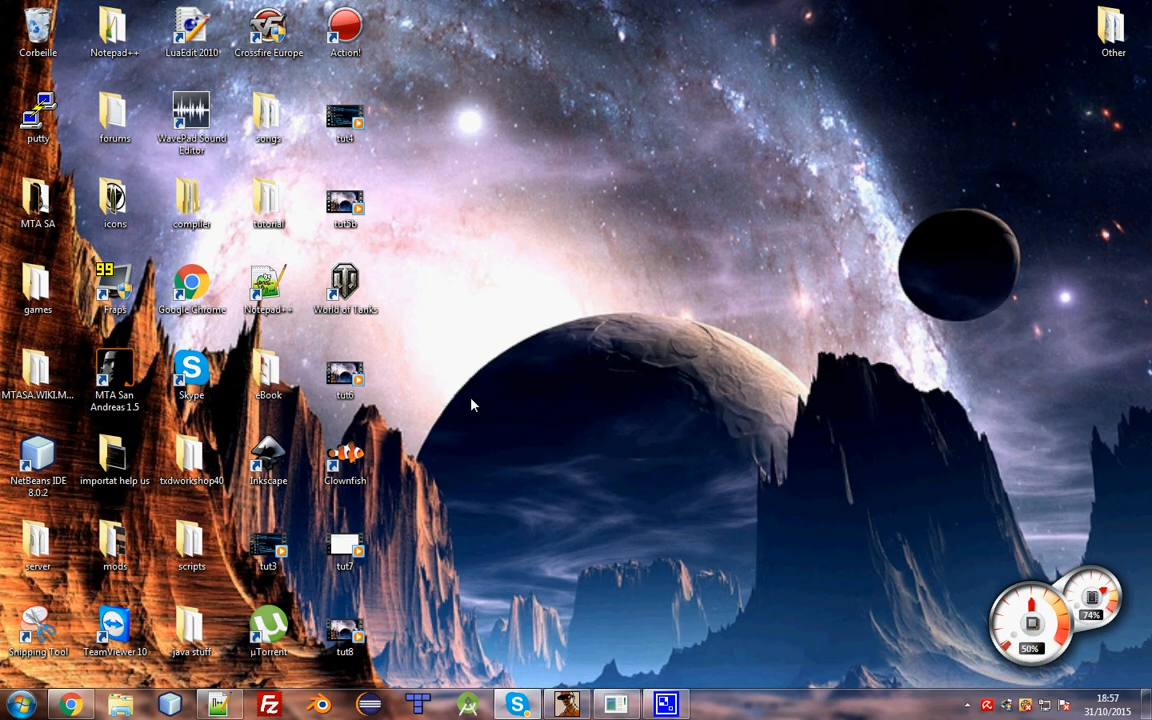 Corbeille
Notepad++
LuaEdit 2010
Crossfire Europe
Action!
Other
putty
forums
WavePad Sound
Editor
songs
tut4
MTA SA
icons
compiler
tutorial
tut5b
99
games
Fraps
Google Chrome
Notepad++
World of Tanks
MTASA.WIKI.M...
MTA San
Andreas 1.5
Skype
eBook
tut6
NetBeans IDE
8.0.2
importat help us
txdworkshop40
Inkscape
Clownfish
server
mods
scripts
tut3
tut7
Snipping Tool
TeamViewer 10
java stuff
µTorrent
tut8
74%
50%
18:57
31/10/2015